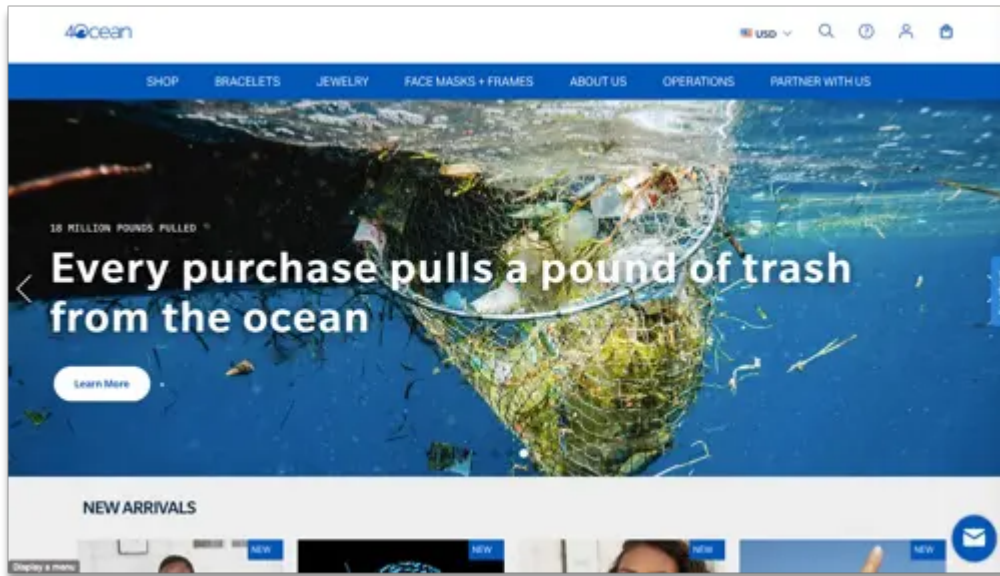 4Ocean
USD
SHOP BRACELETS JEWELRY FACE MASKS + FRAMES ABOUT US OPERATIONS PARTNER WITH US
18 MILLION POUNDS PULLED
Every purchase pulls a pound of trash
from the ocean
Learn More
NEW ARRIVALS
NEW NEW NEW NEW
Display a menu